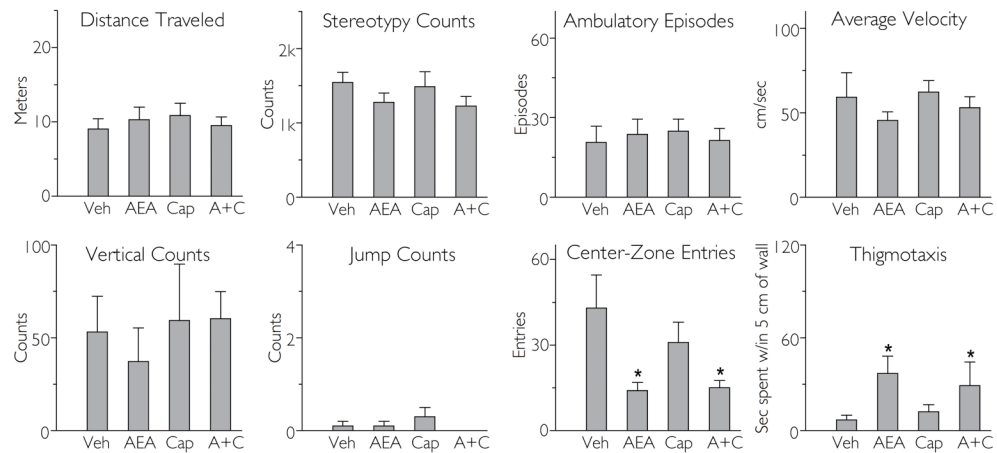 Distance Traveled
Meters
20
10
0
Veh AEA Cap A+C
Stereotypy Counts
Counts
2k
1k
0
Veh AEA Cap A+C
Ambulatory Episodes
Episodes
60
30
0
Veh AEA Cap A+C
Average Velocity
cm/sec
100
50
0
Veh AEA Cap A+C
Vertical Counts
Counts
100
50
0
Veh AEA Cap A+C
Jump Counts
4
2
0
Veh AEA Cap A+C
Center-Zone Entries
Entries
60
30
0
* *
Veh AEA Cap A+C
Thigmotaxis
Sec spent w/in 5 cm of wall
120
60
0
* *
Veh AEA Cap A+C